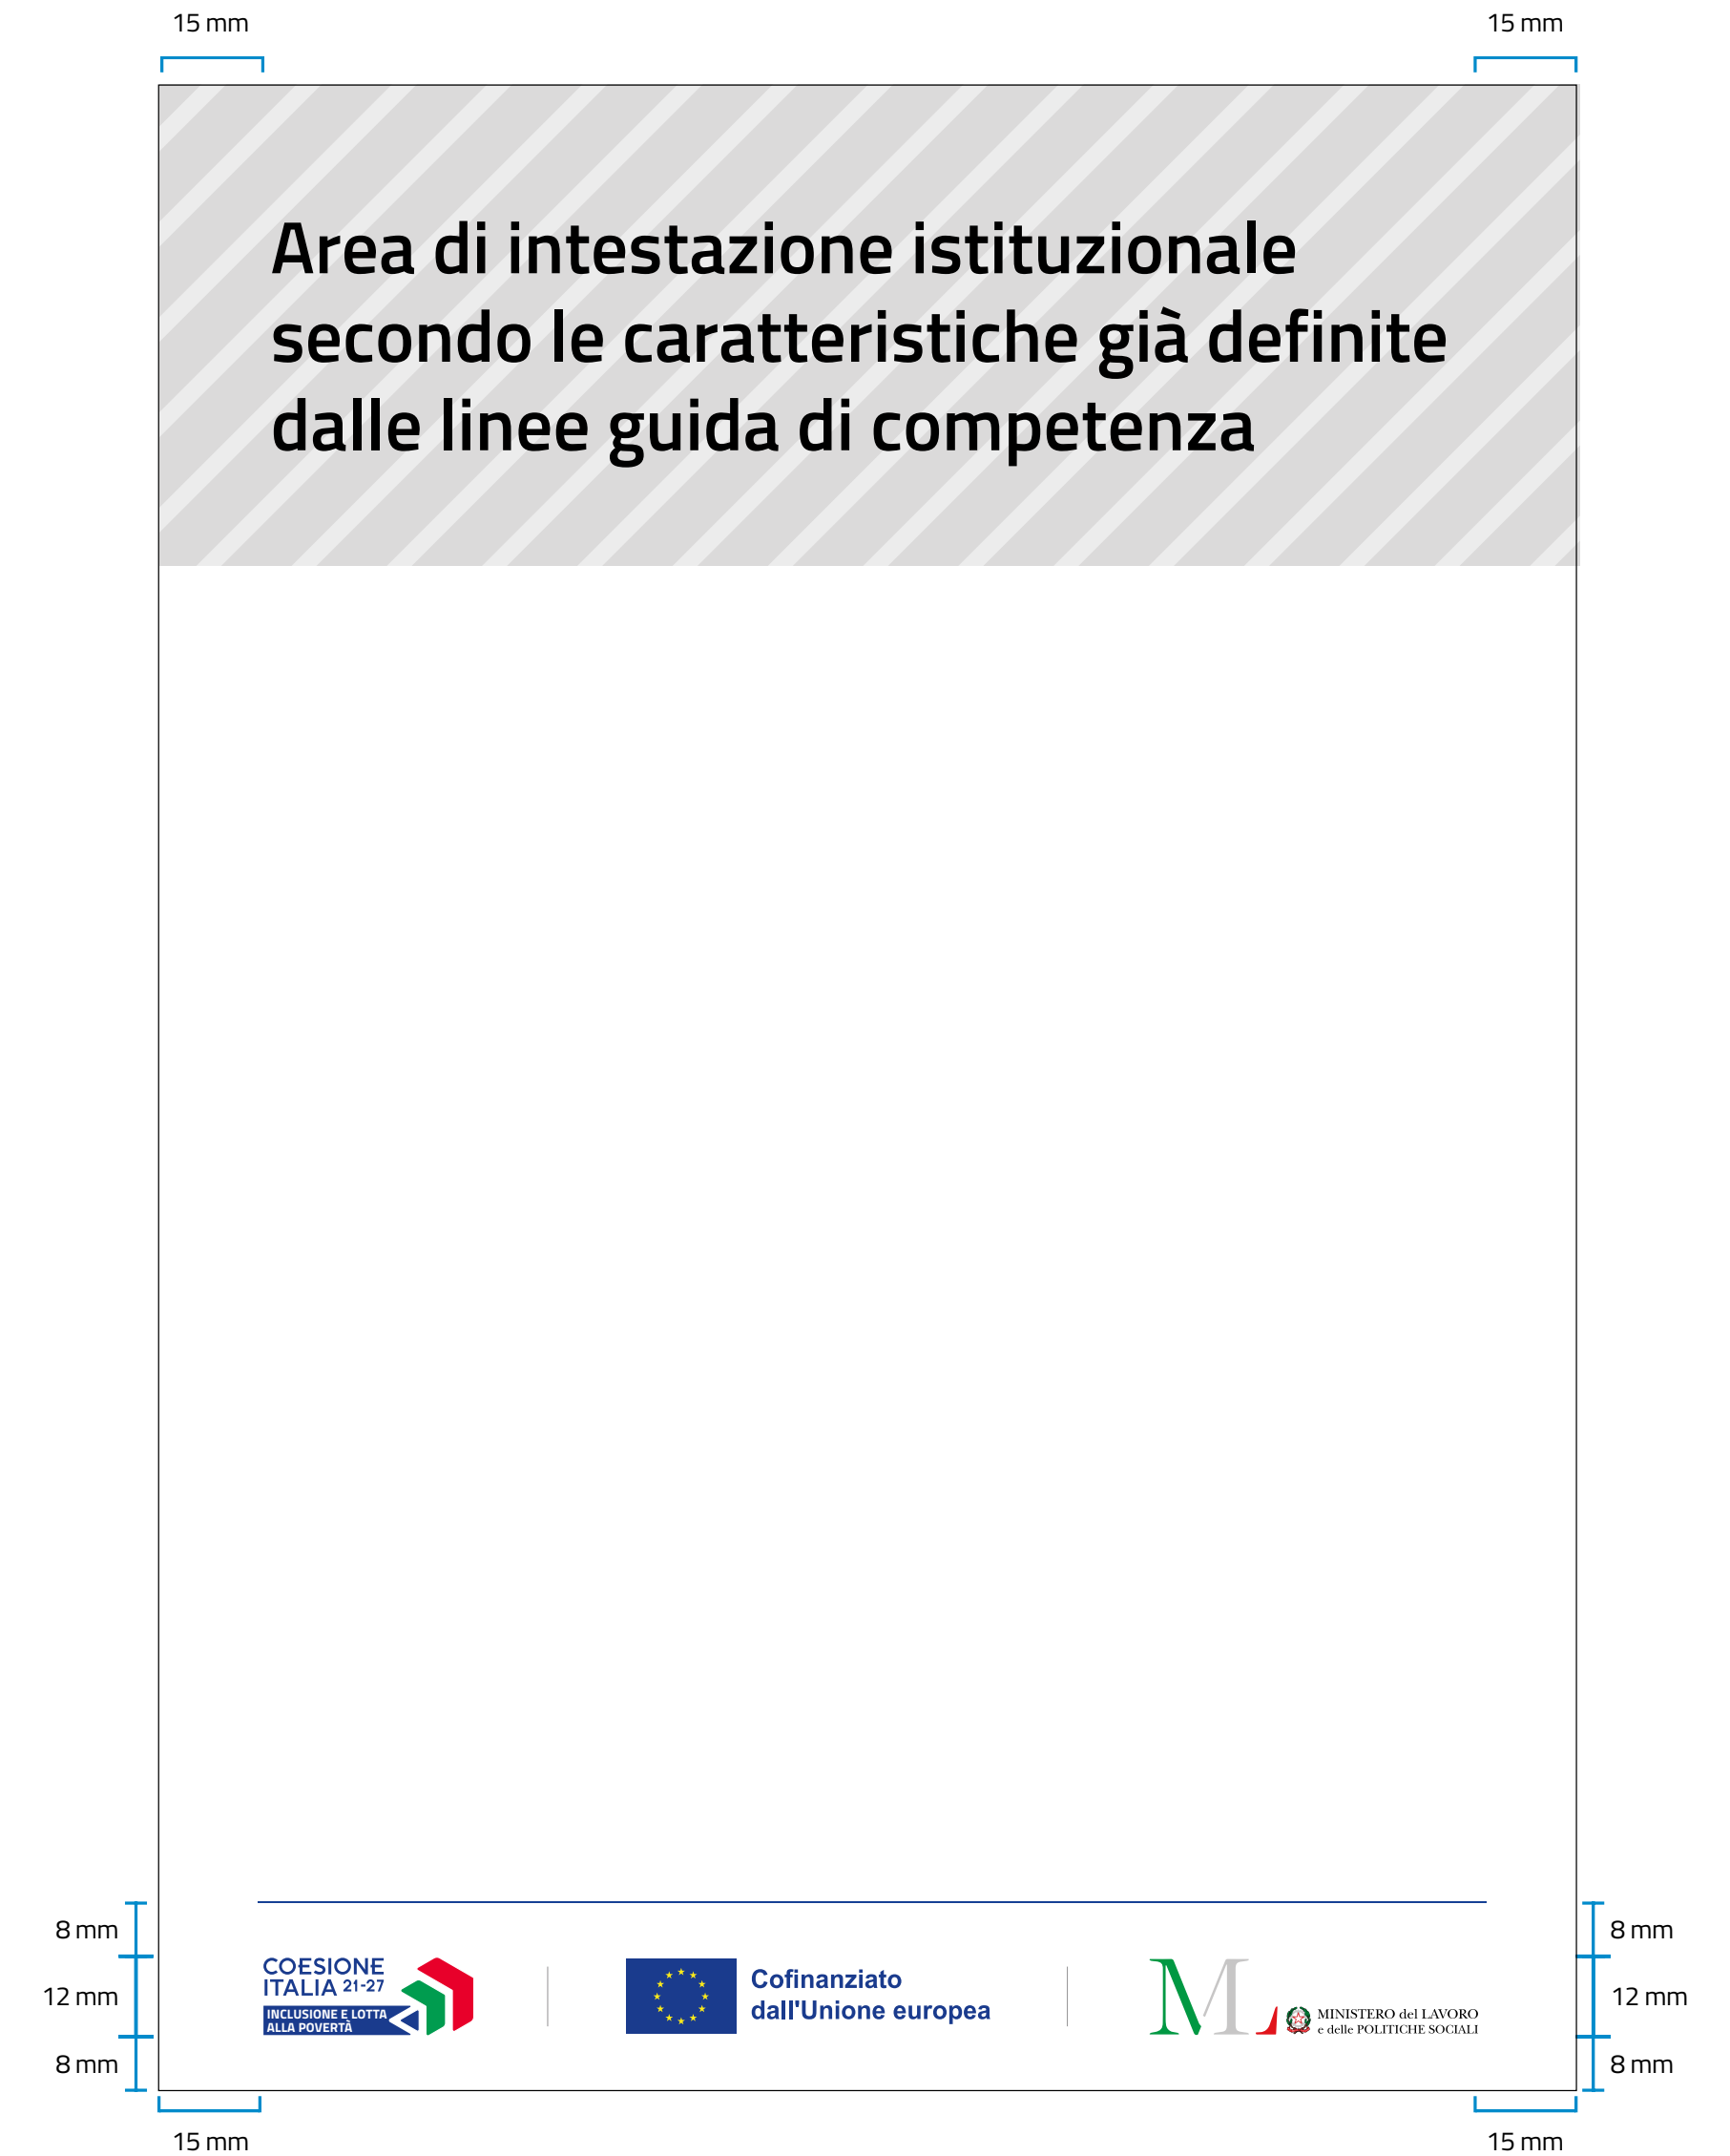 15 mm
15 mm
Area di intestazione istituzionale
secondo le caratteristiche già definite
dalle linee guida di competenza
8 mm
8 mm
COESIONE
ITALIA 21-27
INCLUSIONE E LOTTA
ALLA POVERTÀ
Cofinanziato
dall'Unione europea
ML
MINISTERO del LAVORO
e delle POLITICHE SOCIALI
12 mm
12 mm
8 mm
8 mm
15 mm
15 mm